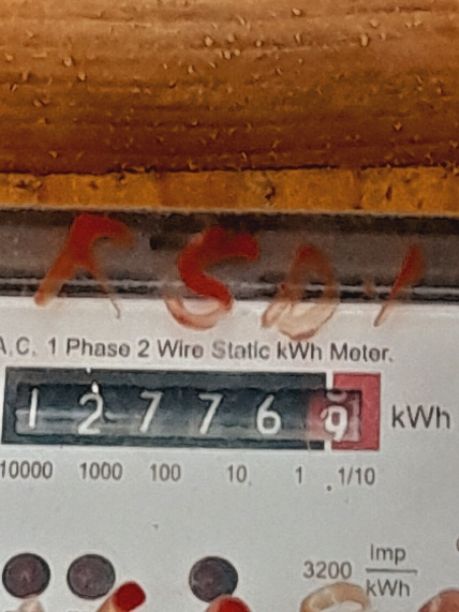 A.C. 1 Phase 2 Wire Static kWh Meter.
1 2 7 7 6 9 kWh
10000 1000 100 10 1 1/10
3200 Imp/kWh